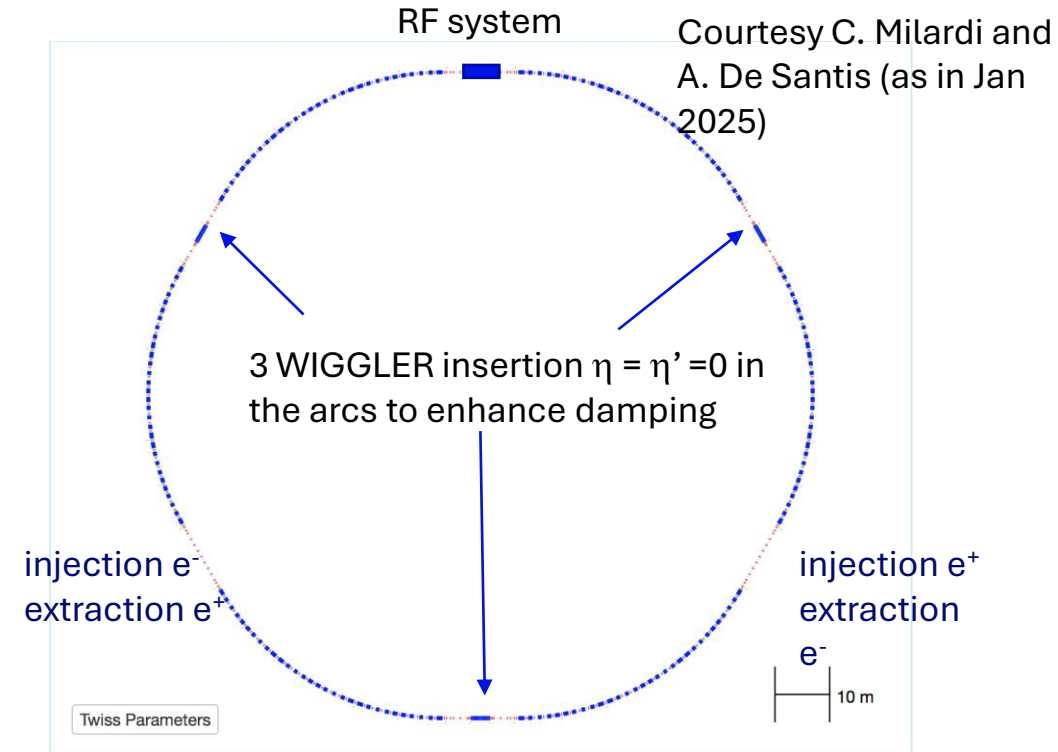 RF system
Courtesy C. Milardi and
A. De Santis (as in Jan
2025)
3 WIGGLER insertion η = η’ =0 in
the arcs to enhance damping
injection e⁻
extraction e⁺
injection e⁺
extraction
e⁻
10 m
Twiss Parameters